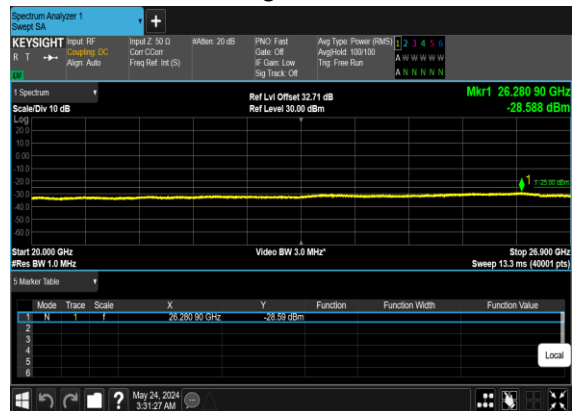 Spectrum Analyzer 1
Swept SA
KEYSIGHT Input: RF Input Z: 50 Ω #Atten: 20 dB PNO: Fast Avg Type: Power (RMS) 1 2 3 4 5 6
R T Coupling: DC Corr CCorr Gate: Off Avg|Hold: 100/100 A W W W W W
Align: Auto Freq Ref: Int (S) IF Gain: Low Trig: Free Run
LXI Sig Track: Off A N N N N N
1 Spectrum Ref Lvl Offset 32.71 dB Mkr1 26.280 90 GHz
Scale/Div 10 dB Ref Level 30.00 dBm -28.588 dBm
Log
20.0
10.0
0.00
-10.0
-20.0 1
-30.0
-40.0
-50.0
-60.0
Start 20.000 GHz Video BW 3.0 MHz* Stop 26.900 GHz
#Res BW 1.0 MHz Sweep 13.3 ms (40001 pts)
5 Marker Table
Mode Trace Scale X Y Function Function Width Function Value
1 N 1 f 26.280 90 GHz -28.59 dBm
2
3
4
5
6
Local
May 24, 2024
3:31:27 AM